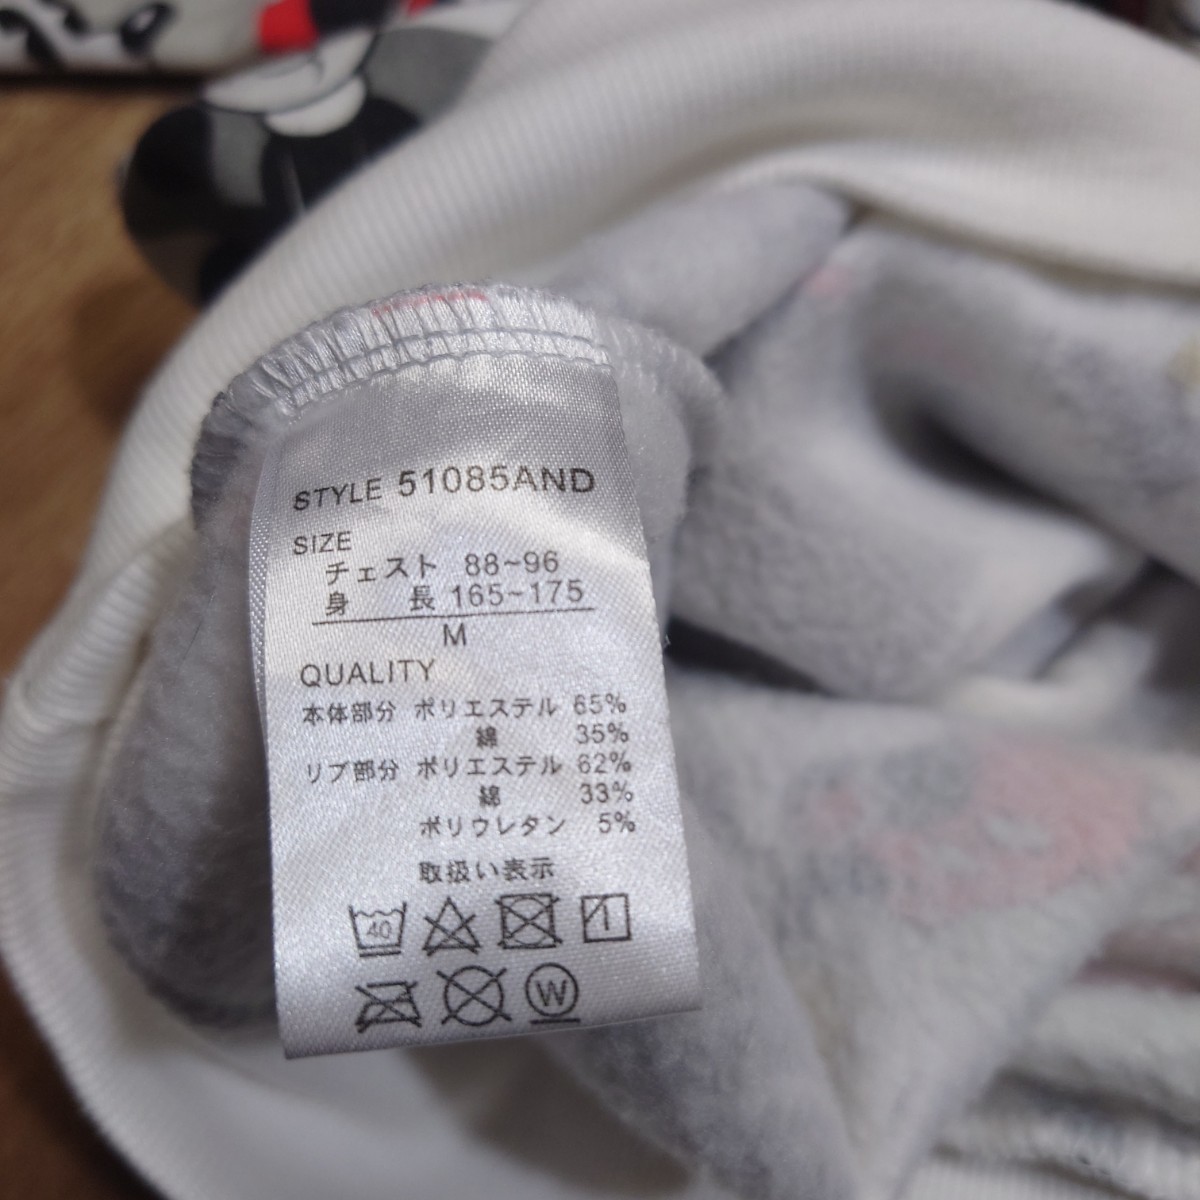 STYLE 51085AND
SIZE
チェスト 88~96
身 長 165~175
M
QUALITY
本体部分 ポリエステル 65%
綿 35%
リブ部分 ポリエステル 62%
綿 33%
ポリウレタン 5%
取扱い表示
40
W